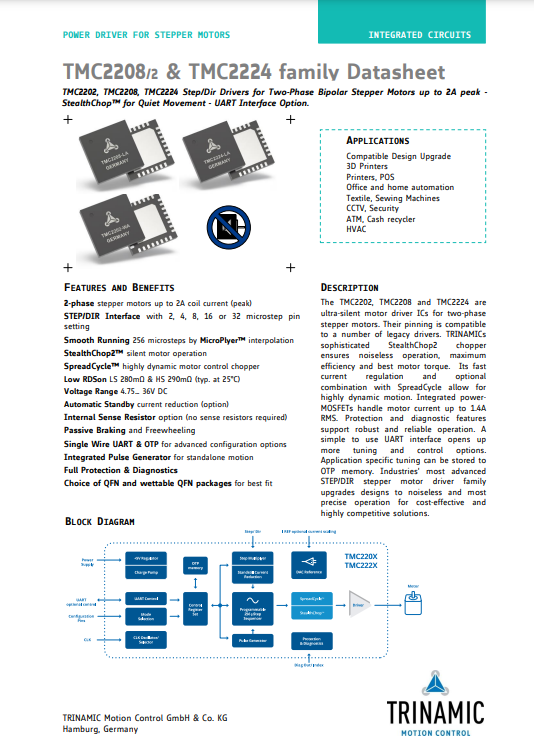 POWER DRIVER FOR STEPPER MOTORS
INTEGRATED CIRCUITS
TMC2208/2 & TMC2224 family Datasheet
TMC2202, TMC2208, TMC2224 Step/Dir Drivers for Two-Phase Bipolar Stepper Motors up to 2A peak -
StealthChop™ for Quiet Movement - UART Interface Option.
TMC2208-LA
GERMANY
TMC2224-LA
GERMANY
TMC2202-WA
GERMANY
APPLICATIONS
Compatible Design Upgrade
3D Printers
Printers, POS
Office and home automation
Textile, Sewing Machines
CCTV, Security
ATM, Cash recycler
HVAC
FEATURES AND BENEFITS
2-phase stepper motors up to 2A coil current (peak)
STEP/DIR Interface with 2, 4, 8, 16 or 32 microstep pin
setting
Smooth Running 256 microsteps by MicroPlyer™ interpolation
StealthChop2™ silent motor operation
SpreadCycle™ highly dynamic motor control chopper
Low RDSon LS 280mΩ & HS 290mΩ (typ. at 25°C)
Voltage Range 4.75… 36V DC
Automatic Standby current reduction (option)
Internal Sense Resistor option (no sense resistors required)
Passive Braking and Freewheeling
Single Wire UART & OTP for advanced configuration options
Integrated Pulse Generator for standalone motion
Full Protection & Diagnostics
Choice of QFN and wettable QFN packages for best fit
DESCRIPTION
The TMC2202, TMC2208 and TMC2224 are
ultra-silent motor driver ICs for two-phase
stepper motors. Their pinning is compatible
to a number of legacy drivers. TRINAMICs
sophisticated StealthChop2 chopper
ensures noiseless operation, maximum
efficiency and best motor torque. Its fast
current regulation and optional
combination with SpreadCycle allow for
highly dynamic motion. Integrated power-
MOSFETs handle motor current up to 1.4A
RMS. Protection and diagnostic features
support robust and reliable operation. A
simple to use UART interface opens up
more tuning and control options.
Application specific tuning can be stored to
OTP memory. Industries' most advanced
STEP/DIR stepper motor driver family
upgrades designs to noiseless and most
precise operation for cost-effective and
highly competitive solutions.
BLOCK DIAGRAM
Step/Dir
IREF optional current scaling
Power
Supply
+5V Regulator
Charge Pump
OTP
memory
Step Multiplyer
Standstill Current
Reduction
DAC Reference
TMC220X
TMC222X
Motor
UART
optional control
UART Control
Configuration
Pins
Mode
Selection
Control
Register
Set
Programmable
256 µStep
Sequencer
SpreadCycle™
StealthChop™
Driver
CLK
CLK Oscillator
Selector
Pulse Generator
Protection
& Diagnostics
Diag Out Index
TRINAMIC Motion Control GmbH & Co. KG
Hamburg, Germany
TRINAMIC
MOTION CONTROL